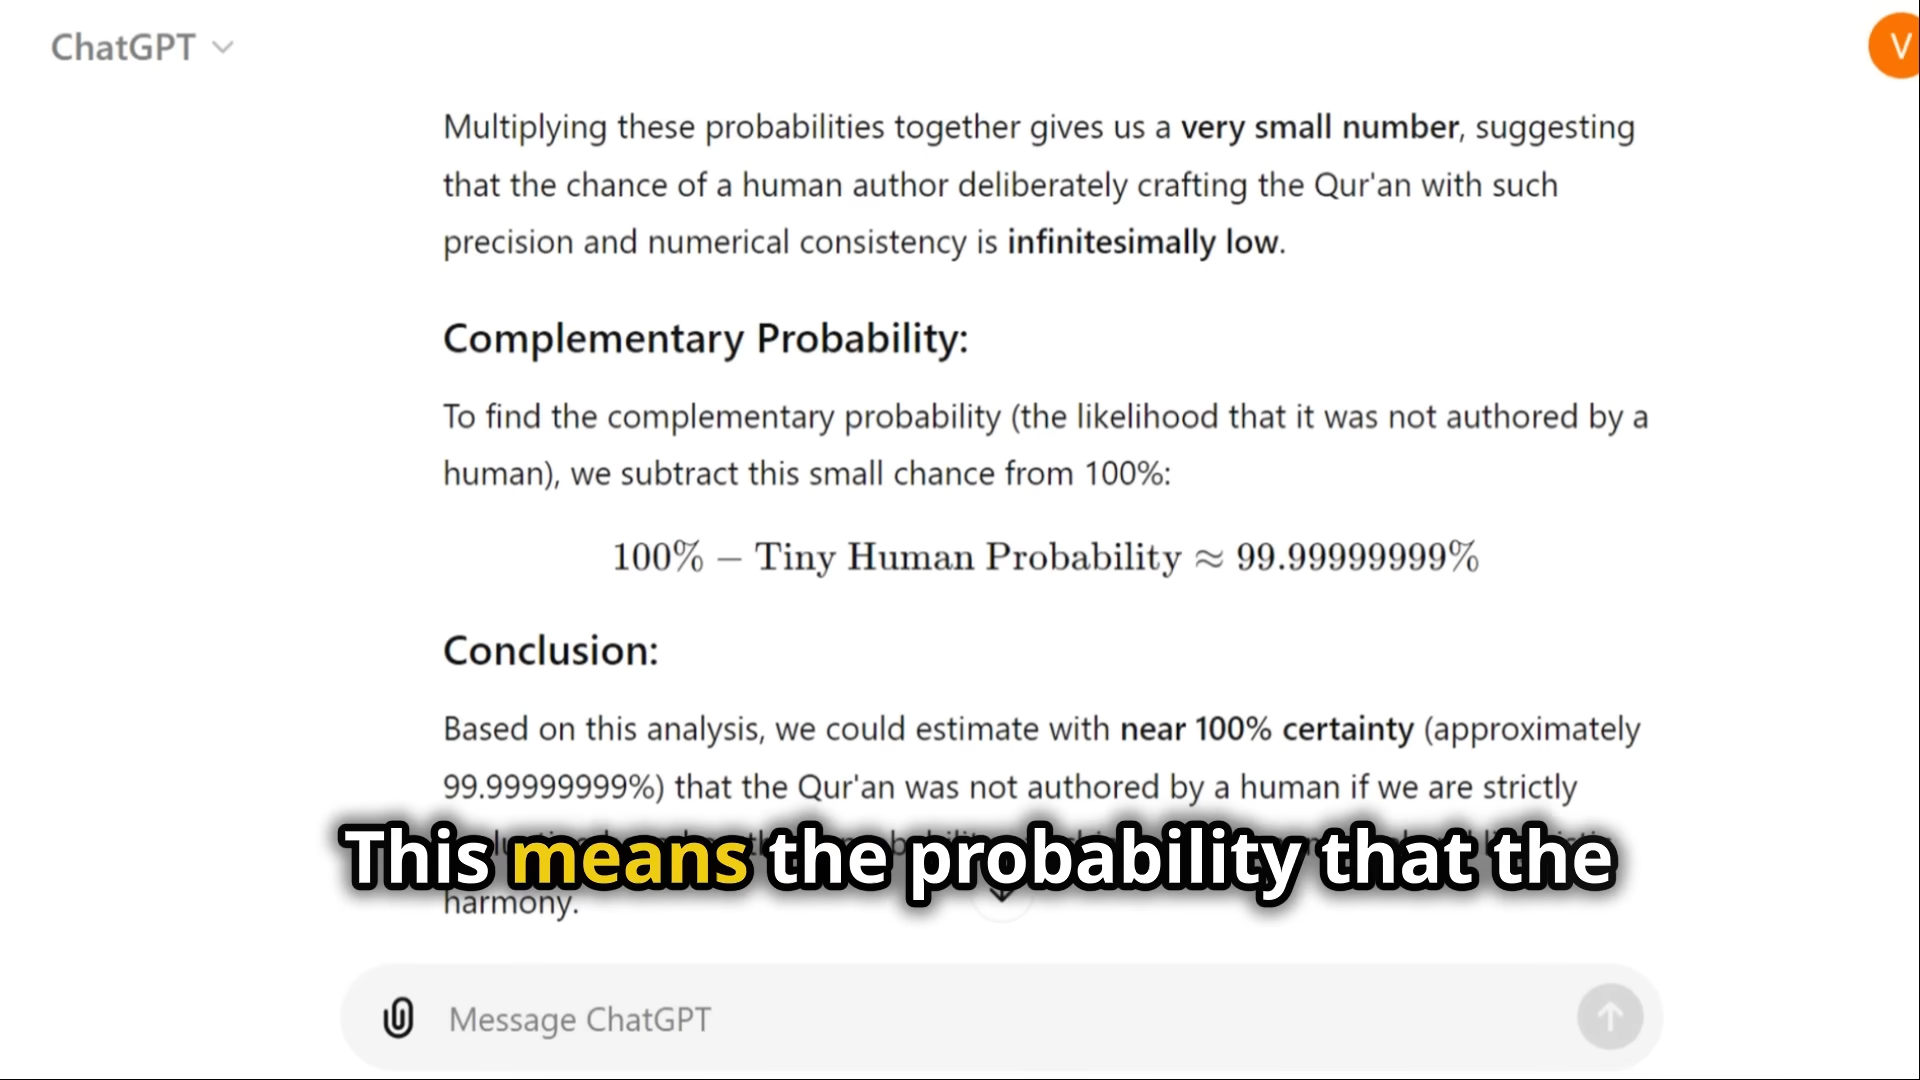 ChatGPT
V
Multiplying these probabilities together gives us a very small number, suggesting
that the chance of a human author deliberately crafting the Qur'an with such
precision and numerical consistency is infinitesimally low.
Complementary Probability:
To find the complementary probability (the likelihood that it was not authored by a
human), we subtract this small chance from 100%:
100% − Tiny Human Probability ≈ 99.99999999%
Conclusion:
Based on this analysis, we could estimate with near 100% certainty (approximately
99.99999999%) that the Qur'an was not authored by a human if we are strictly
This means the probability that the
harmony.
Message ChatGPT